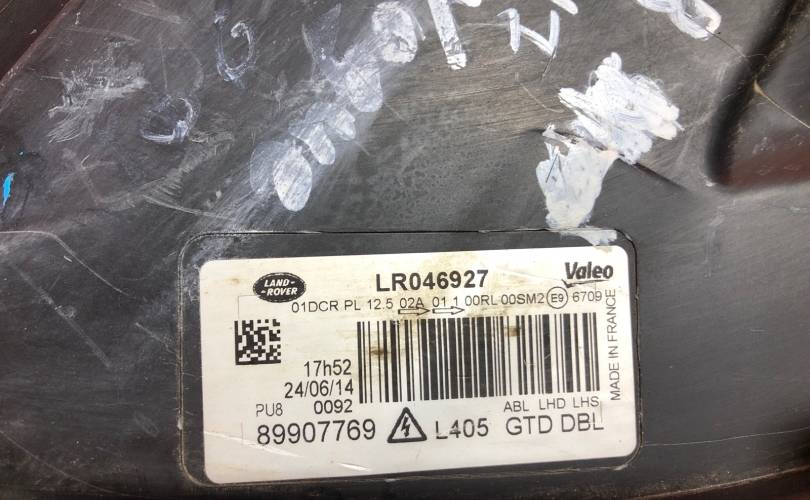 LAND ROVER
LR046927
Valeo
01DCR PL 12.5 02A 01 1 00RL 00SM2 E9 6709
17h52
24/06/14
PU8 0092
ABL LHD LHS
89907769 L405 GTD DBL
MADE IN FRANCE